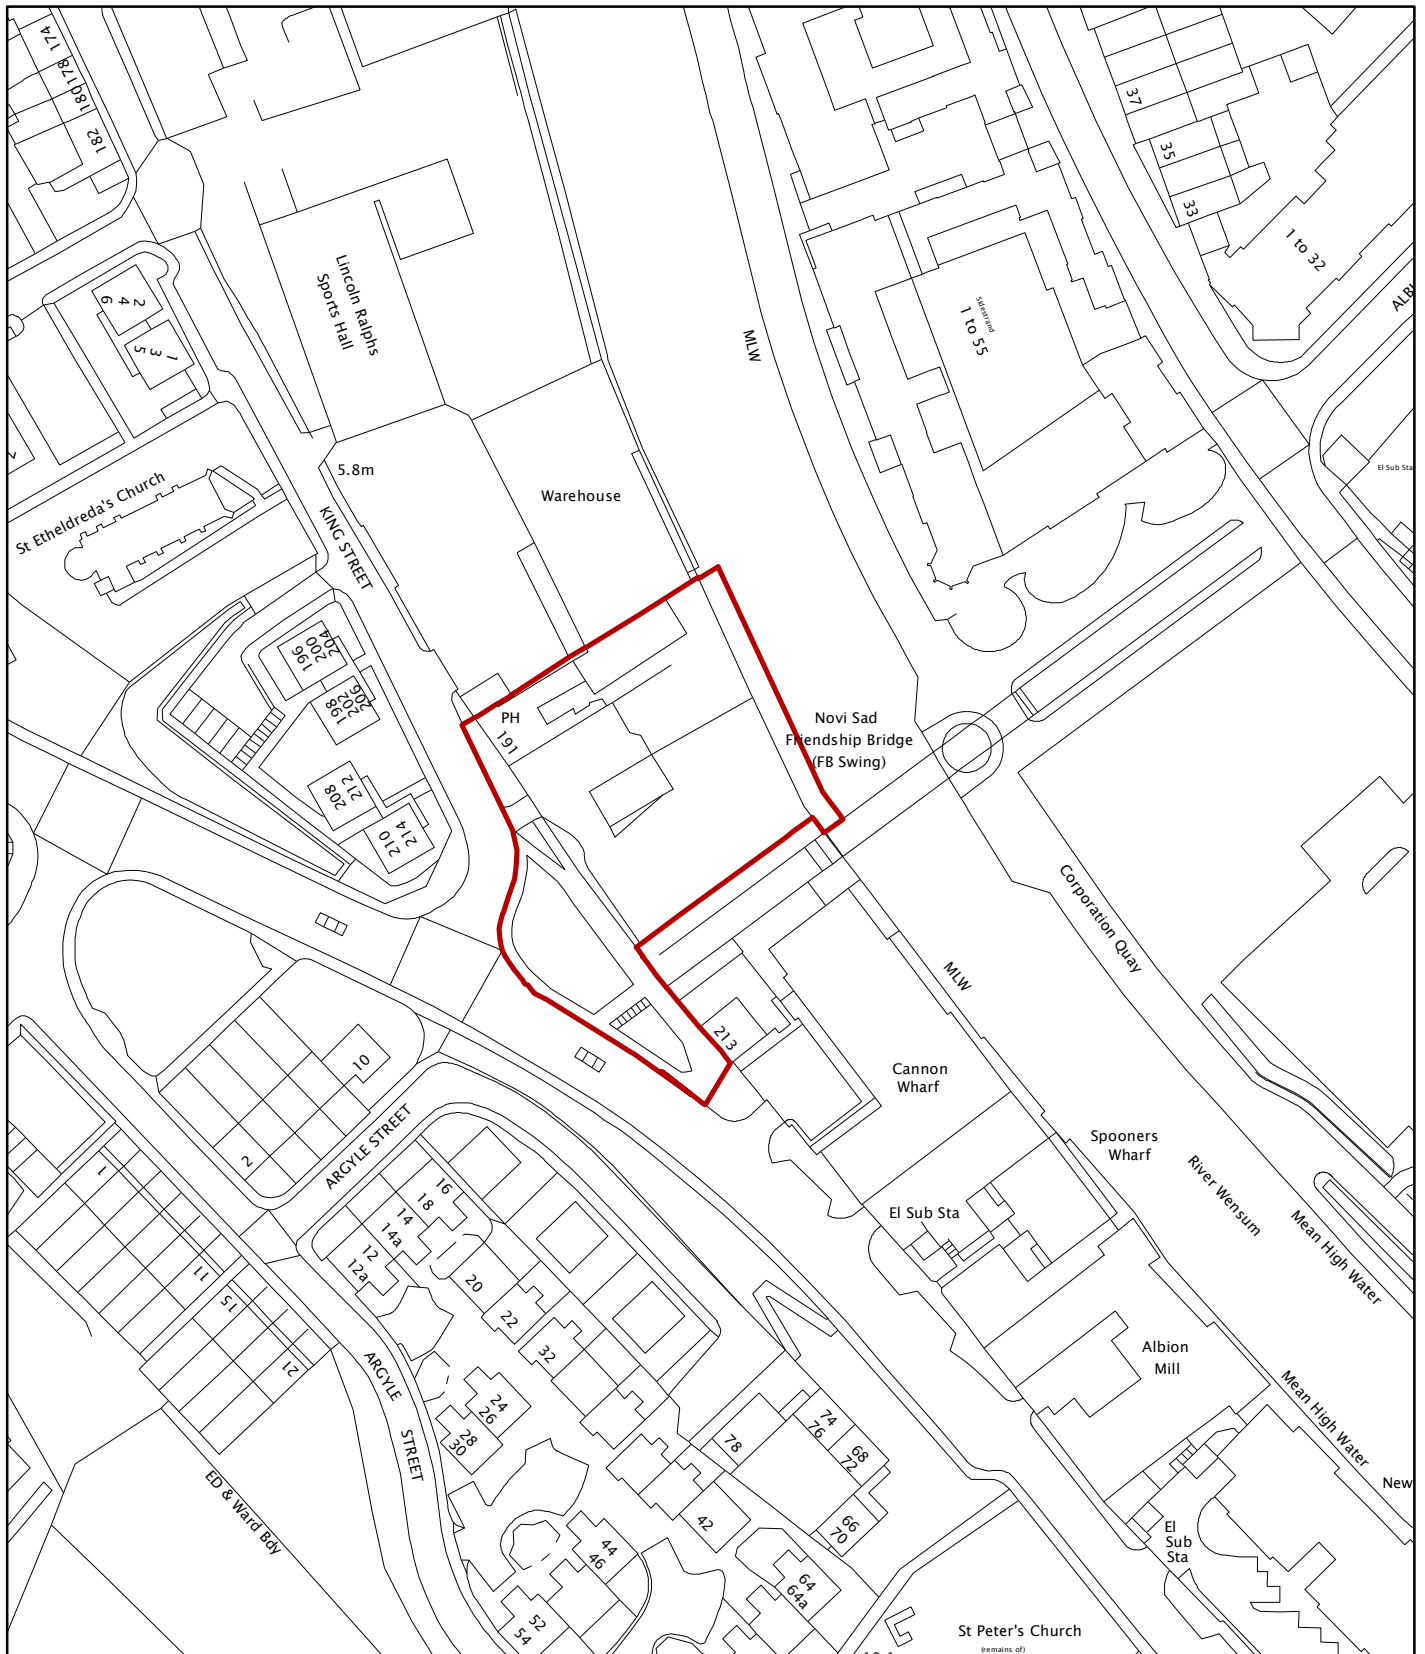 174
178
180
182
37
35
33
1 to 32
2
4
6
1
3
5
Lincoln Ralphs
Sports Hall
MLW
Sidestrand
1 to 55
El Sub Sta
5.8m
St Etheldreda's Church
KING STREET
Warehouse
196
200
204
198
202
206
208
212
210
214
PH
191
Novi Sad
Friendship Bridge
(FB Swing)
Corporation Quay
MLW
213
Cannon
Wharf
10
2
ARGYLE STREET
Spooners
Wharf
River Wensum
Mean High Water
El Sub Sta
1
11
15
21
16
18
14
14a
12
12a
20
22
32
ARGYLE
STREET
24
26
28
30
Albion
Mill
Mean High Water
New
78
74
76
68
72
66
70
42
44
46
52
54
64
64a
ED & Ward Bdy
El
Sub
Sta
St Peter's Church
(remains of)